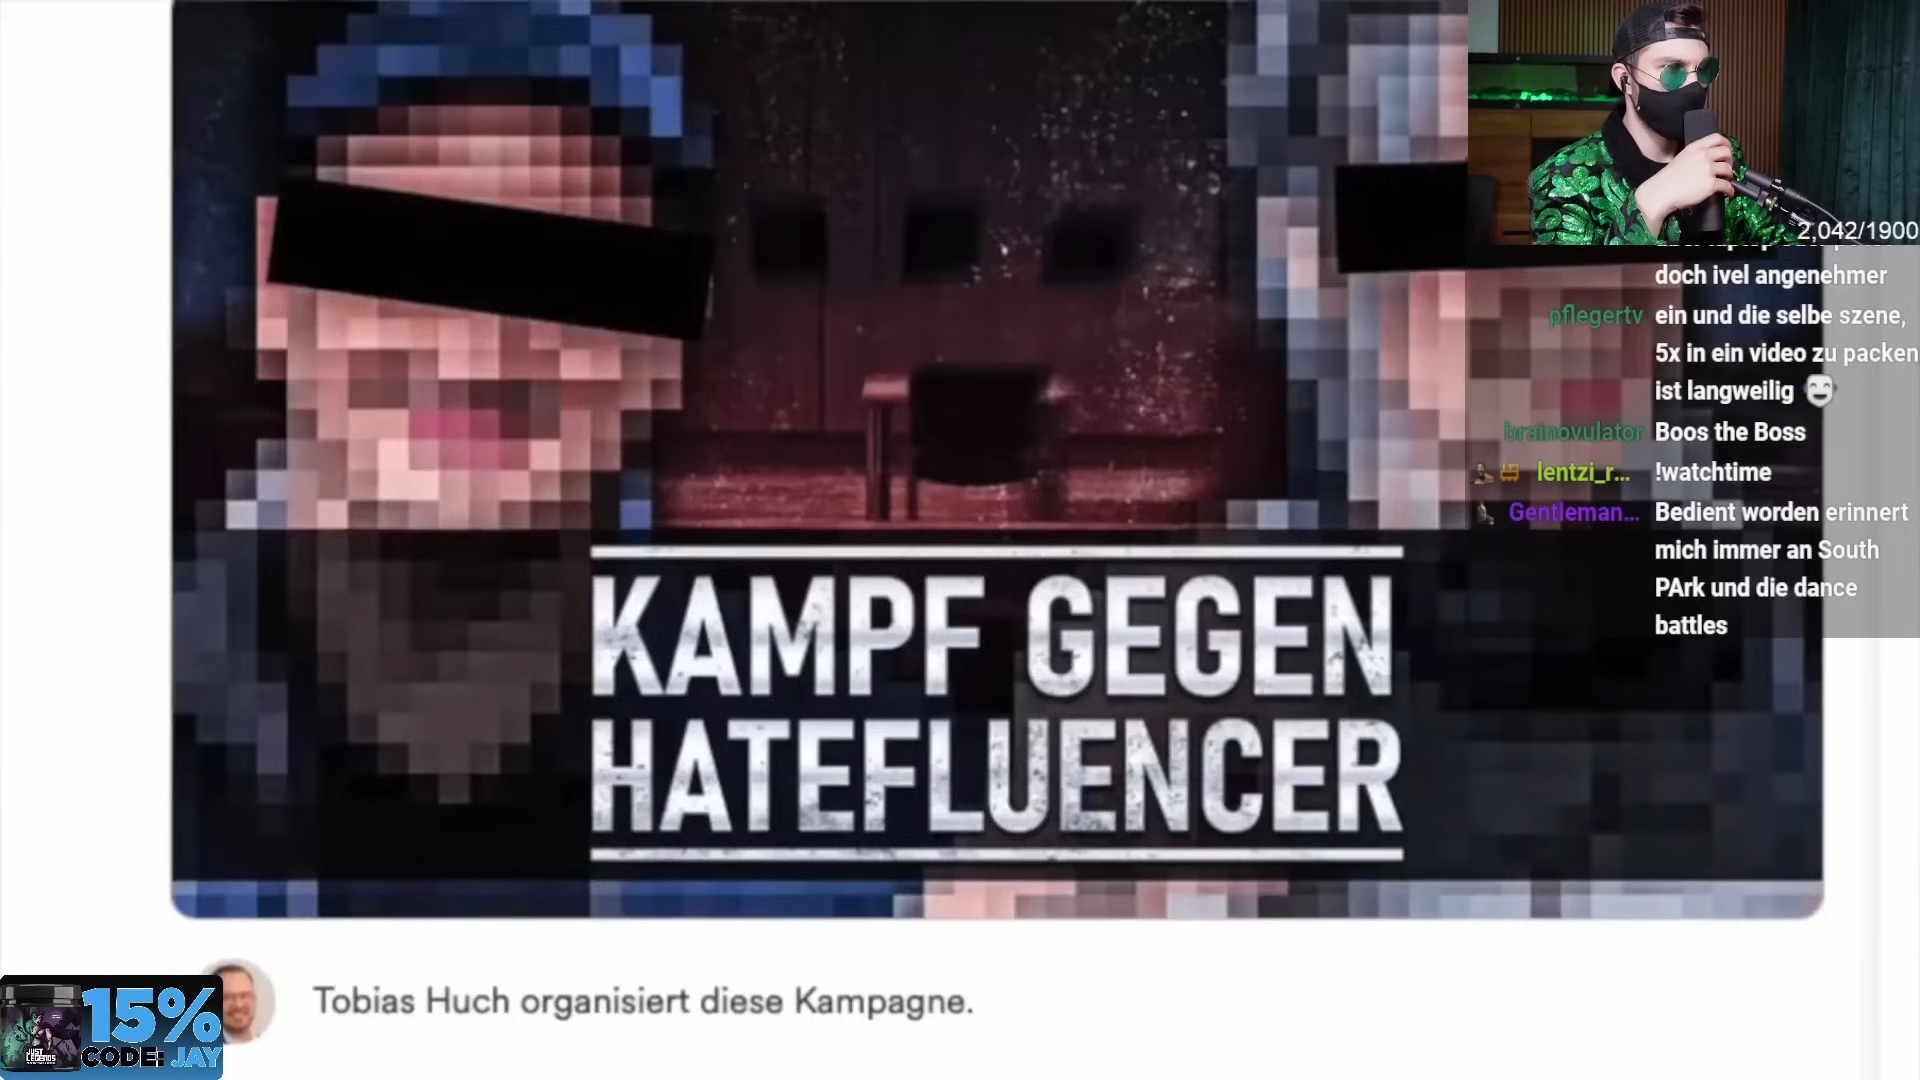 2,042/1900
doch ivel angenehmer
pflegertv ein und die selbe szene,
5x in ein video zu packen
ist langweilig
brainovulator Boos the Boss
lentzi_r... !watchtime
Gentleman... Bedient worden erinnert
mich immer an South
PArk und die dance
battles
KAMPF GEGEN
HATEFLUENCER
Tobias Huch organisiert diese Kampagne.
15%
CODE: JAY
JUST
LEGENDS